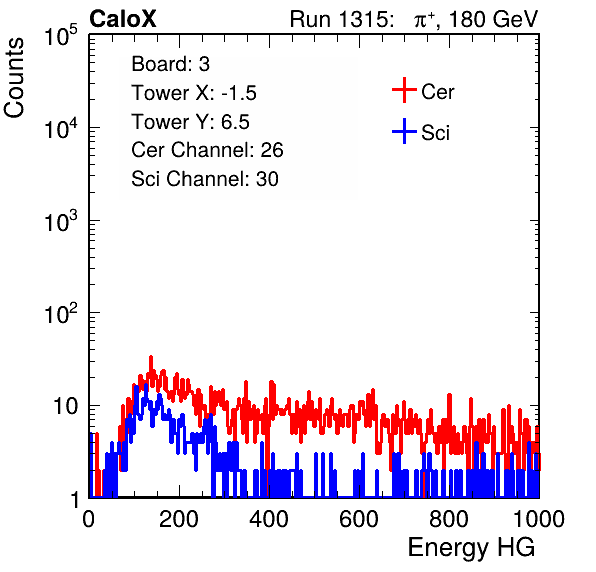 CaloX Run 1315: π⁺, 180 GeV
Counts
10⁵
10⁴
10³
10²
10
1
Board: 3
Tower X: -1.5
Tower Y: 6.5
Cer Channel: 26
Sci Channel: 30
Cer
Sci
0 200 400 600 800 1000
Energy HG